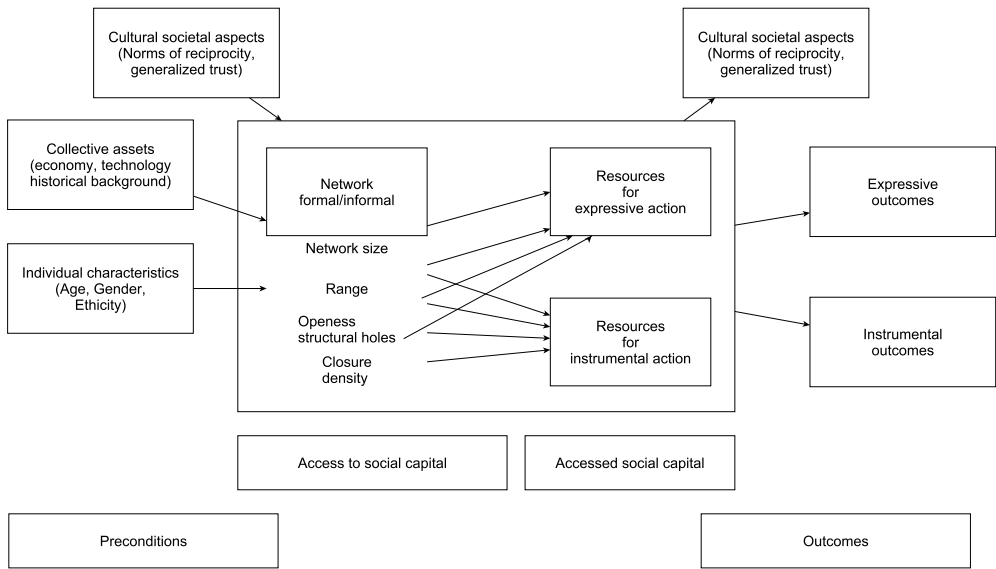 Cultural societal aspects
(Norms of reciprocity,
generalized trust)
Cultural societal aspects
(Norms of reciprocity,
generalized trust)
Collective assets
(economy, technology
historical background)
Individual characteristics
(Age, Gender,
Ethicity)
Network
formal/informal
Network size
Range
Openess
structural holes
Closure
density
Resources
for
expressive action
Resources
for
instrumental action
Expressive
outcomes
Instrumental
outcomes
Access to social capital
Accessed social capital
Preconditions
Outcomes